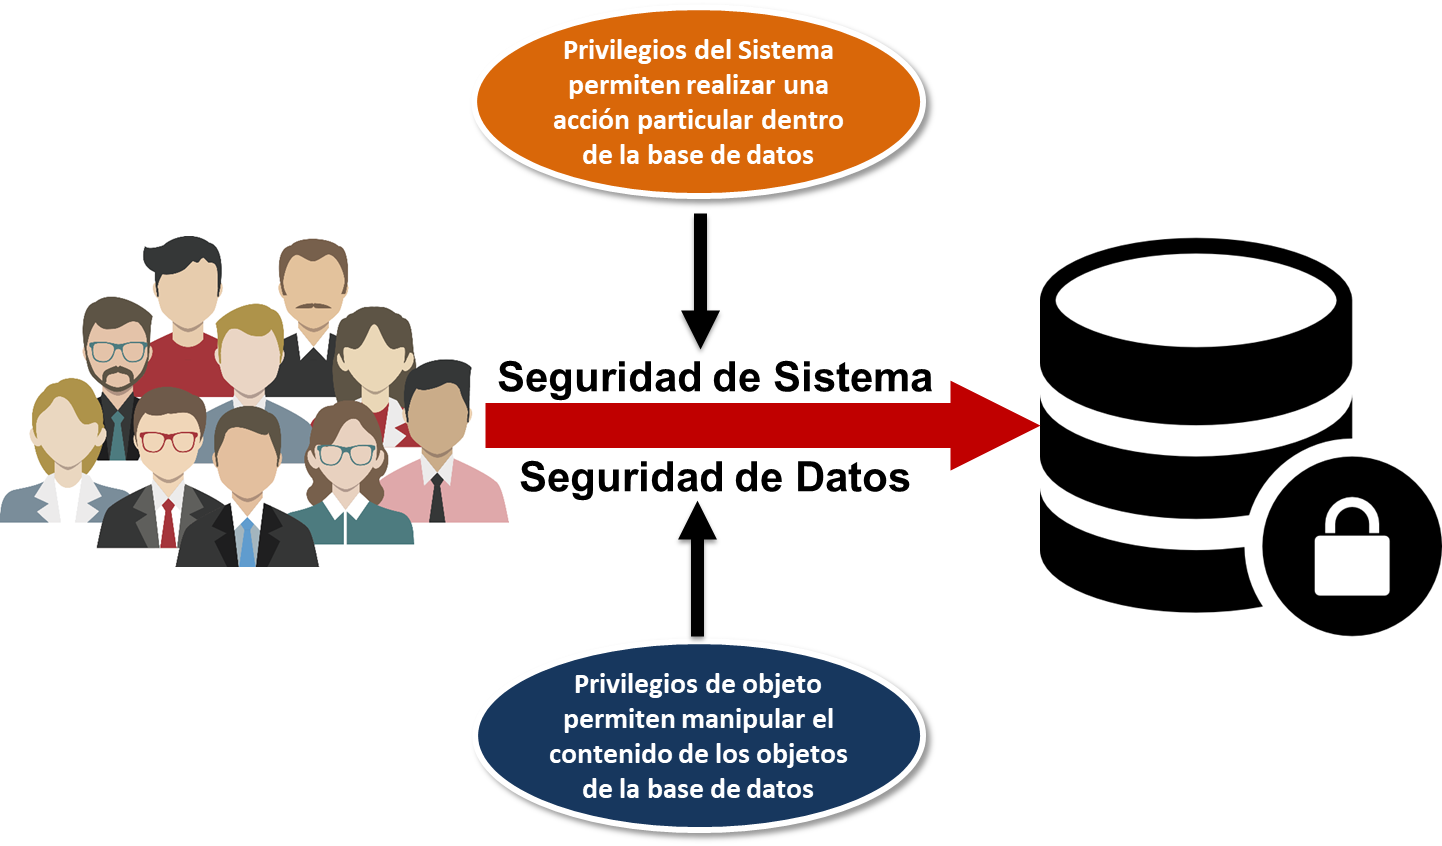 Privilegios del Sistema
permiten realizar una
acción particular dentro
de la base de datos
Seguridad de Sistema
Seguridad de Datos
Privilegios de objeto
permiten manipular el
contenido de los objetos
de la base de datos